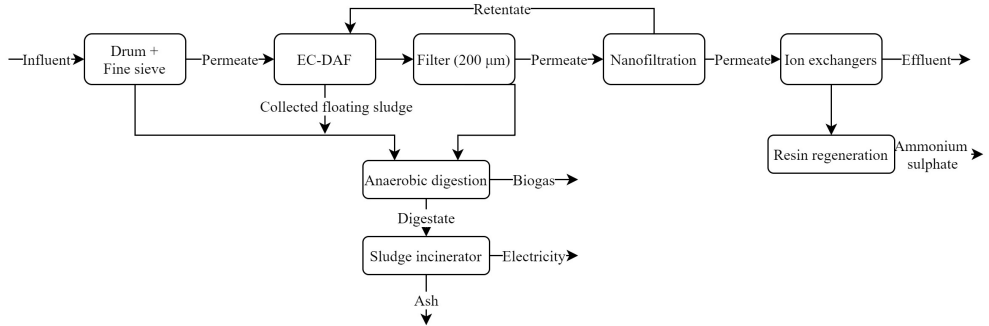 Retentate
Influent
Drum +
Fine sieve
Permeate
EC-DAF
Filter (200 μm)
Permeate
Nanofiltration
Permeate
Ion exchangers
Effluent
Collected floating sludge
Resin regeneration
Ammonium
sulphate
Anaerobic digestion
Biogas
Digestate
Sludge incinerator
Electricity
Ash